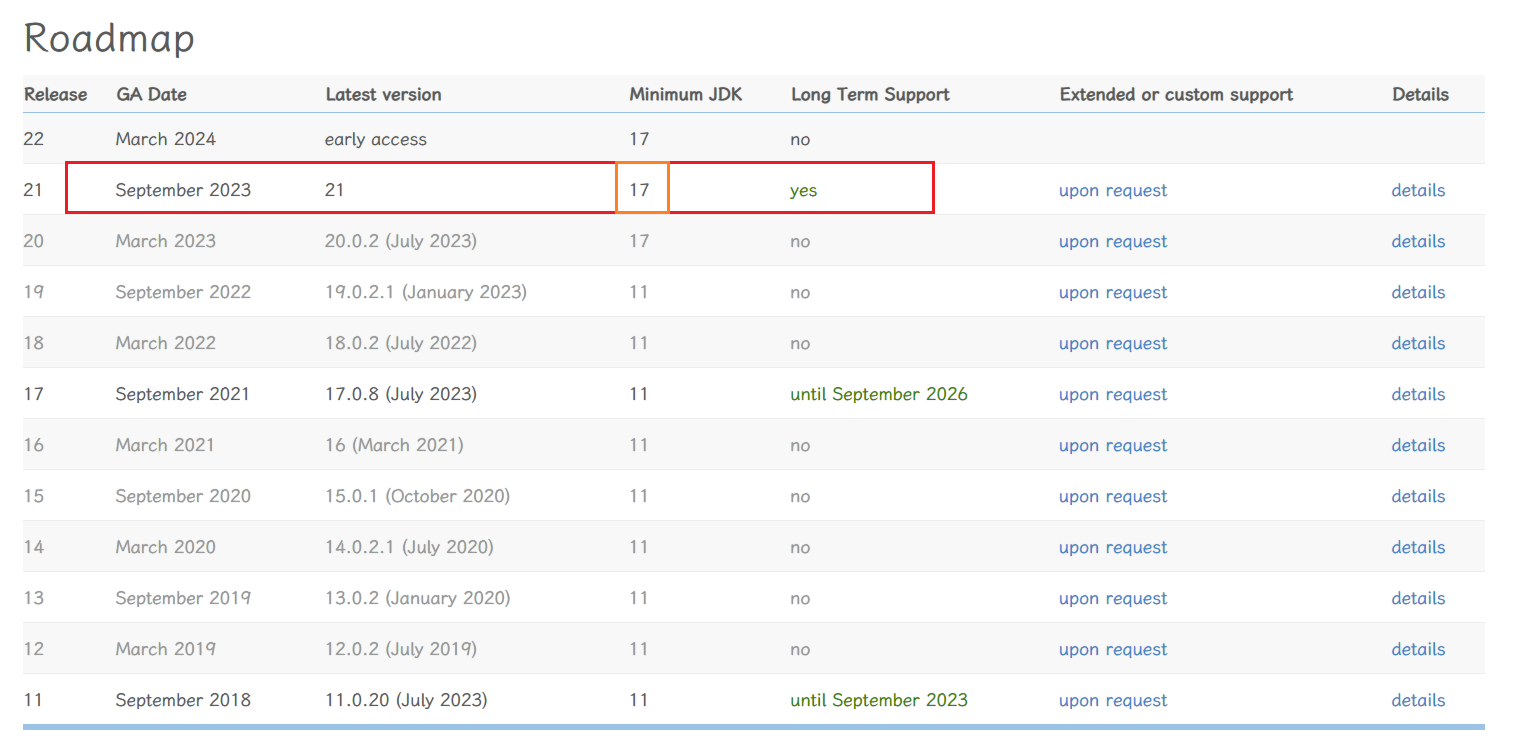 Roadmap
Release GA Date Latest version Minimum JDK Long Term Support Extended or custom support Details
22 March 2024 early access 17 no
21 September 2023 21 17 yes upon request details
20 March 2023 20.0.2 (July 2023) 17 no upon request details
19 September 2022 19.0.2.1 (January 2023) 11 no upon request details
18 March 2022 18.0.2 (July 2022) 11 no upon request details
17 September 2021 17.0.8 (July 2023) 11 until September 2026 upon request details
16 March 2021 16 (March 2021) 11 no upon request details
15 September 2020 15.0.1 (October 2020) 11 no upon request details
14 March 2020 14.0.2.1 (July 2020) 11 no upon request details
13 September 2019 13.0.2 (January 2020) 11 no upon request details
12 March 2019 12.0.2 (July 2019) 11 no upon request details
11 September 2018 11.0.20 (July 2023) 11 until September 2023 upon request details